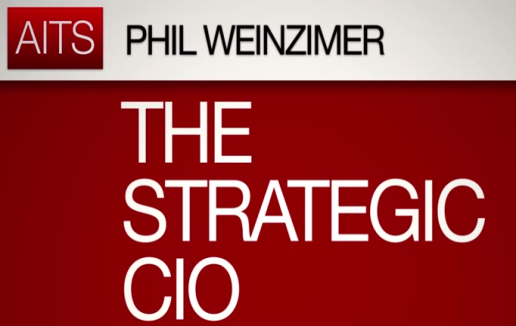 AITS PHIL WEINZIMER
THE
STRATEGIC
CIO